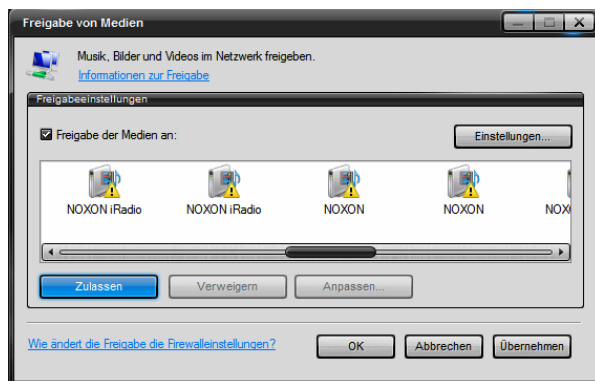 Freigabe von Medien
Musik, Bilder und Videos im Netzwerk freigeben.
Informationen zur Freigabe
Freigabeeinstellungen
Freigabe der Medien an:
Einstellungen...
NOXON iRadio NOXON iRadio NOXON NOXON
Zulassen Verweigern Anpassen...
Wie ändert die Freigabe die Firewalleinstellungen?
OK Abbrechen Übernehmen